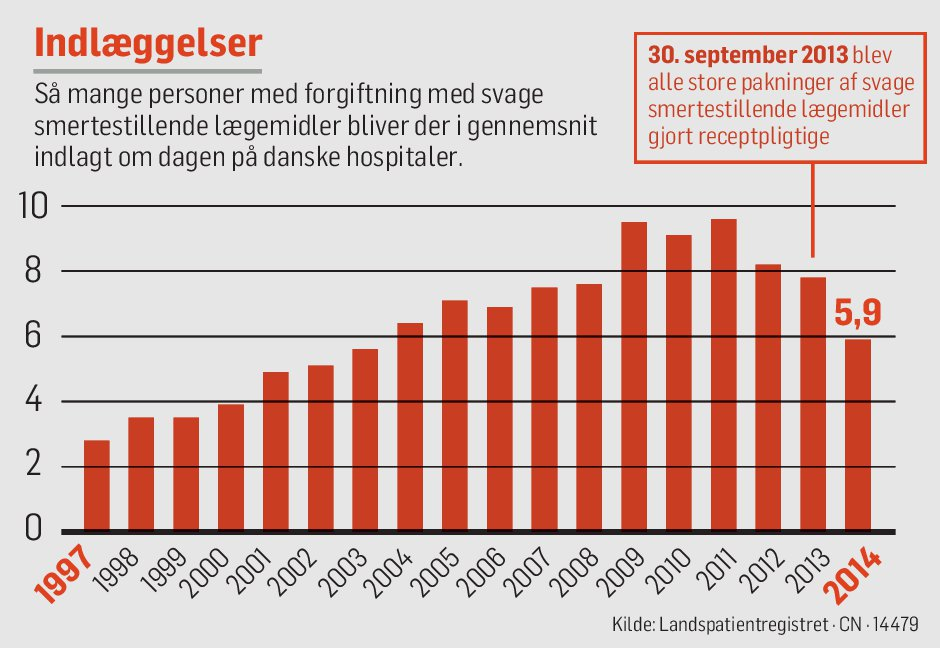 Indlæggelser
Så mange personer med forgiftning med svage
smertestillende lægemidler bliver der i gennemsnit
indlagt om dagen på danske hospitaler.
30. september 2013 blev
alle store pakninger af svage
smertestillende lægemidler
gjort receptpligtige
10
8
6
4
2
0
5,9
1997
1998
1999
2000
2001
2002
2003
2004
2005
2006
2007
2008
2009
2010
2011
2012
2013
2014
Kilde: Landspatientregistret · CN · 14479